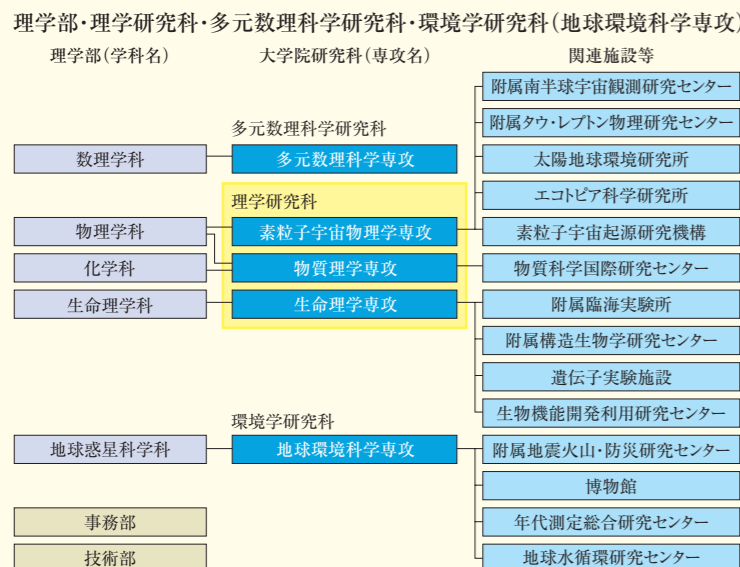 理学部・理学研究科・多元数理科学研究科・環境学研究科(地球環境科学専攻)
理学部(学科名)
大学院研究科(専攻名)
関連施設等
附属南半球宇宙観測研究センター
附属タウ・レプトン物理研究センター
多元数理科学研究科
数理学科
多元数理科学専攻
太陽地球環境研究所
理学研究科
エコトピア科学研究所
物理学科
素粒子宇宙物理学専攻
素粒子宇宙起源研究機構
化学科
物質理学専攻
物質科学国際研究センター
生命理学科
生命理学専攻
附属臨海実験所
附属構造生物学研究センター
遺伝子実験施設
生物機能開発利用研究センター
環境学研究科
地球惑星科学科
地球環境科学専攻
附属地震火山・防災研究センター
博物館
事務部
年代測定総合研究センター
技術部
地球水循環研究センター